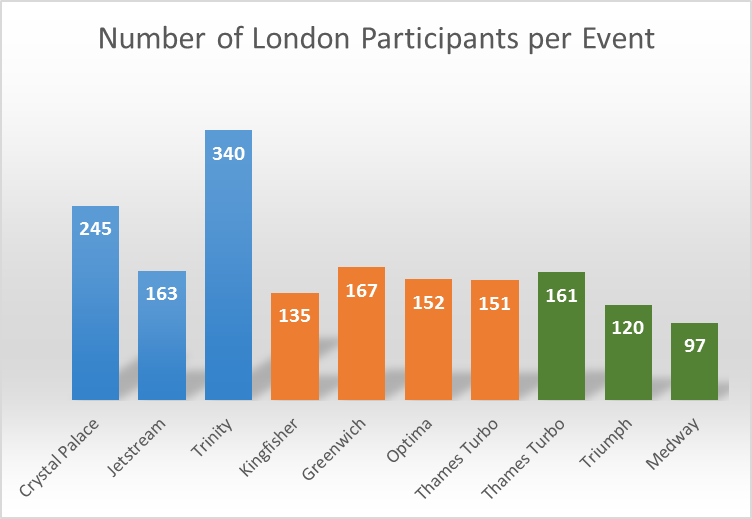 Number of London Participants per Event
245
163
340
135
167
152
151
161
120
97
Crystal Palace
Jetstream
Trinity
Kingfisher
Greenwich
Optima
Thames Turbo
Thames Turbo
Triumph
Medway